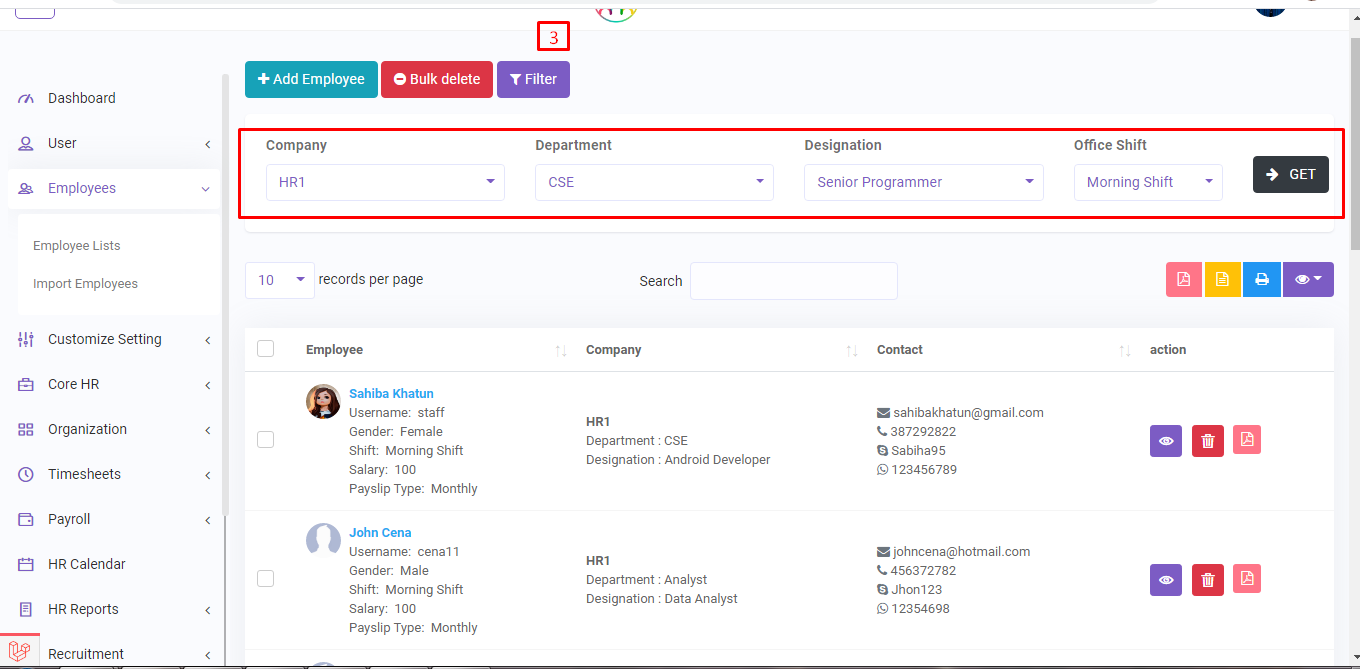 3
Add Employee Bulk delete Filter
Dashboard
User
Employees
Employee Lists
Import Employees
Customize Setting
Core HR
Organization
Timesheets
Payroll
HR Calendar
HR Reports
Recruitment
Company Department Designation Office Shift
HR1 CSE Senior Programmer Morning Shift GET
10 records per page Search
Employee Company Contact action
Sahiba Khatun
Username: staff
Gender: Female
Shift: Morning Shift
Salary: 100
Payslip Type: Monthly
HR1
Department : CSE
Designation : Android Developer
sahibakhatun@gmail.com
387292822
Sabiha95
123456789
John Cena
Username: cena11
Gender: Male
Shift: Morning Shift
Salary: 100
Payslip Type: Monthly
HR1
Department : Analyst
Designation : Data Analyst
johncena@hotmail.com
456372782
Jhon123
12354698